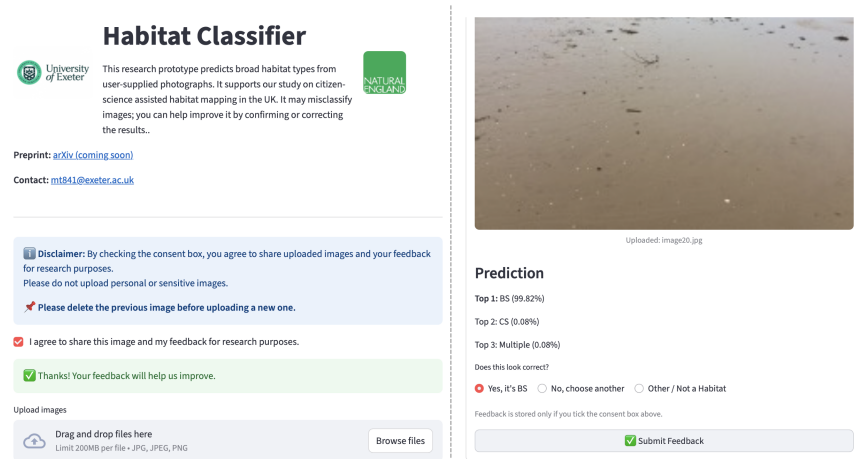 Habitat Classifier
University
of Exeter
This research prototype predicts broad habitat types from
user-supplied photographs. It supports our study on citizen-
science assisted habitat mapping in the UK. It may misclassify
images; you can help improve it by confirming or correcting
the results..
NATURAL
ENGLAND
Preprint: arXiv (coming soon)
Contact: mt841@exeter.ac.uk
Disclaimer: By checking the consent box, you agree to share uploaded images and your feedback
for research purposes.
Please do not upload personal or sensitive images.
Please delete the previous image before uploading a new one.
I agree to share this image and my feedback for research purposes.
Thanks! Your feedback will help us improve.
Upload images
Drag and drop files here
Limit 200MB per file • JPG, JPEG, PNG
Browse files
Uploaded: image20.jpg
Prediction
Top 1: BS (99.82%)
Top 2: CS (0.08%)
Top 3: Multiple (0.08%)
Does this look correct?
Yes, it's BS
No, choose another
Other / Not a Habitat
Feedback is stored only if you tick the consent box above.
Submit Feedback